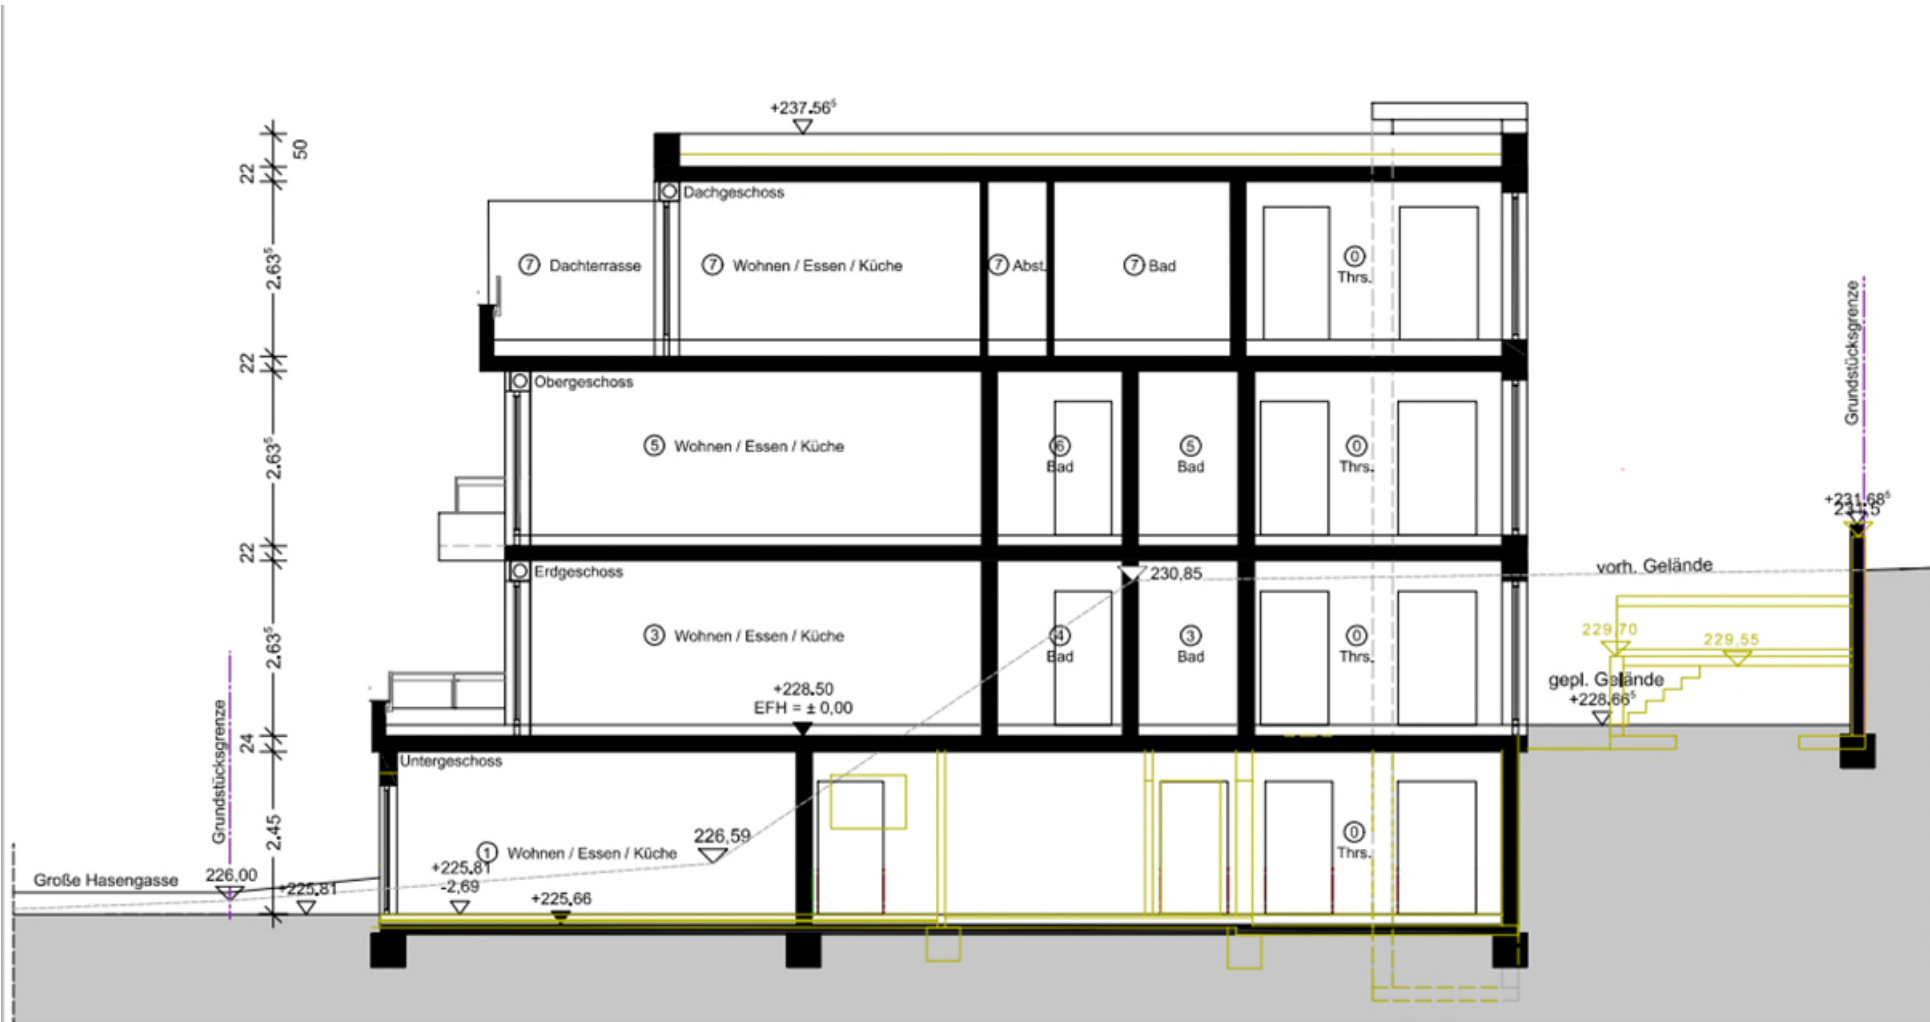 +237.56⁵
50
22
Dachgeschoss
2.63⁵
7 Dachterrasse
7 Wohnen / Essen / Küche
7 Abst.
7 Bad
0
Thrs.
Grundstücksgrenze
22
Obergeschoss
2.63⁵
5 Wohnen / Essen / Küche
6
Bad
5
Bad
0
Thrs.
+231.68⁵
22
Erdgeschoss
230,85
vorh. Gelände
2.63⁵
3 Wohnen / Essen / Küche
4
Bad
3
Bad
0
Thrs.
229,70
229,55
gepl. Gelände
+228.66⁵
+228.50
EFH = ± 0,00
24
Untergeschoss
Grundstücksgrenze
2.45
226,59
1 Wohnen / Essen / Küche
0
Thrs.
Große Hasengasse
226,00
+225.81
+225.81
-2,69
+225.66